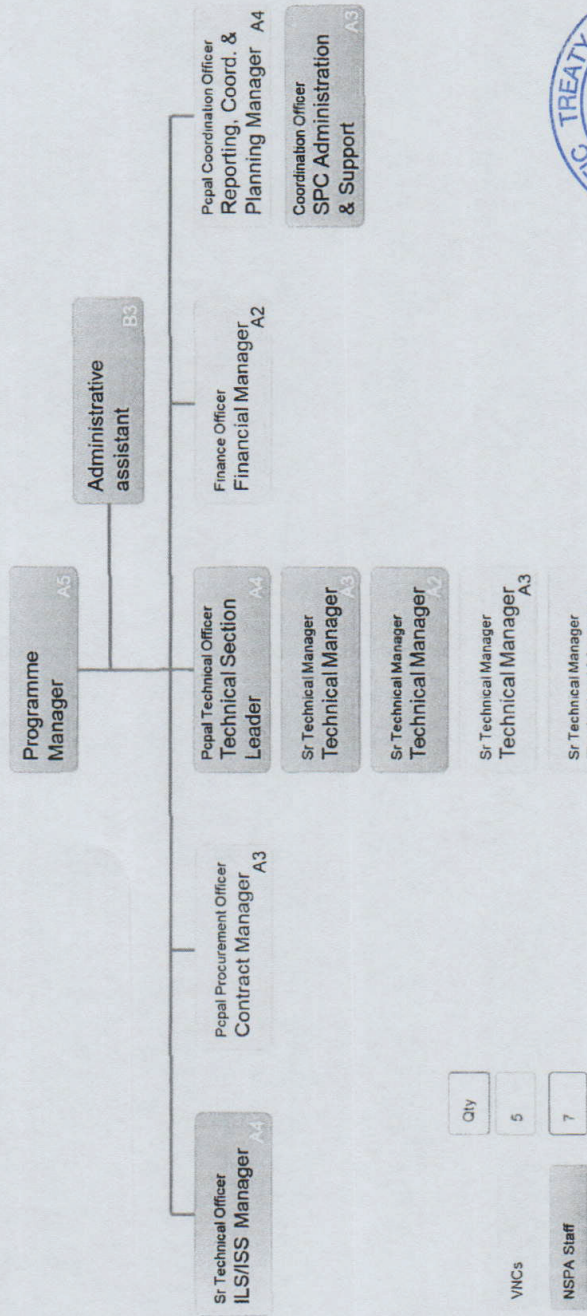 Programme
Manager
A5
Administrative
assistant
B3
Sr Technical Officer
ILS/ISS Manager
A4
Pcpal Procurement Officer
Contract Manager
A3
Pcpal Technical Officer
Technical Section
Leader
A4
Sr Technical Manager
Technical Manager
A3
Sr Technical Manager
Technical Manager
A2
Sr Technical Manager
Technical Manager
A3
Sr Technical Manager
Finance Officer
Financial Manager
A2
Pcpal Coordination Officer
Reporting, Coord. &
Planning Manager
A4
Coordination Officer
SPC Administration
& Support
A3
Qty
VNCs 5
NSPA Staff 7
TREATY